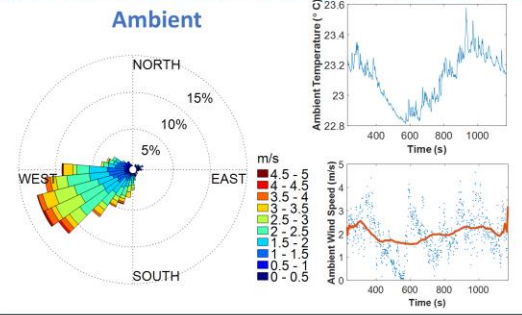 Ambient
NORTH
15%
10%
5%
WEST
EAST
SOUTH
m/s
4.5 - 5
4 - 4.5
3.5 - 4
3 - 3.5
2.5 - 3
2 - 2.5
1.5 - 2
1 - 1.5
0.5 - 1
0 - 0.5
Ambient Temperature (° C)
23.6
23.4
23.2
23
22.8
400 600 800 1000
Time (s)
Ambient Wind Speed (m/s)
5
4
3
2
1
0
400 600 800 1000
Time (s)